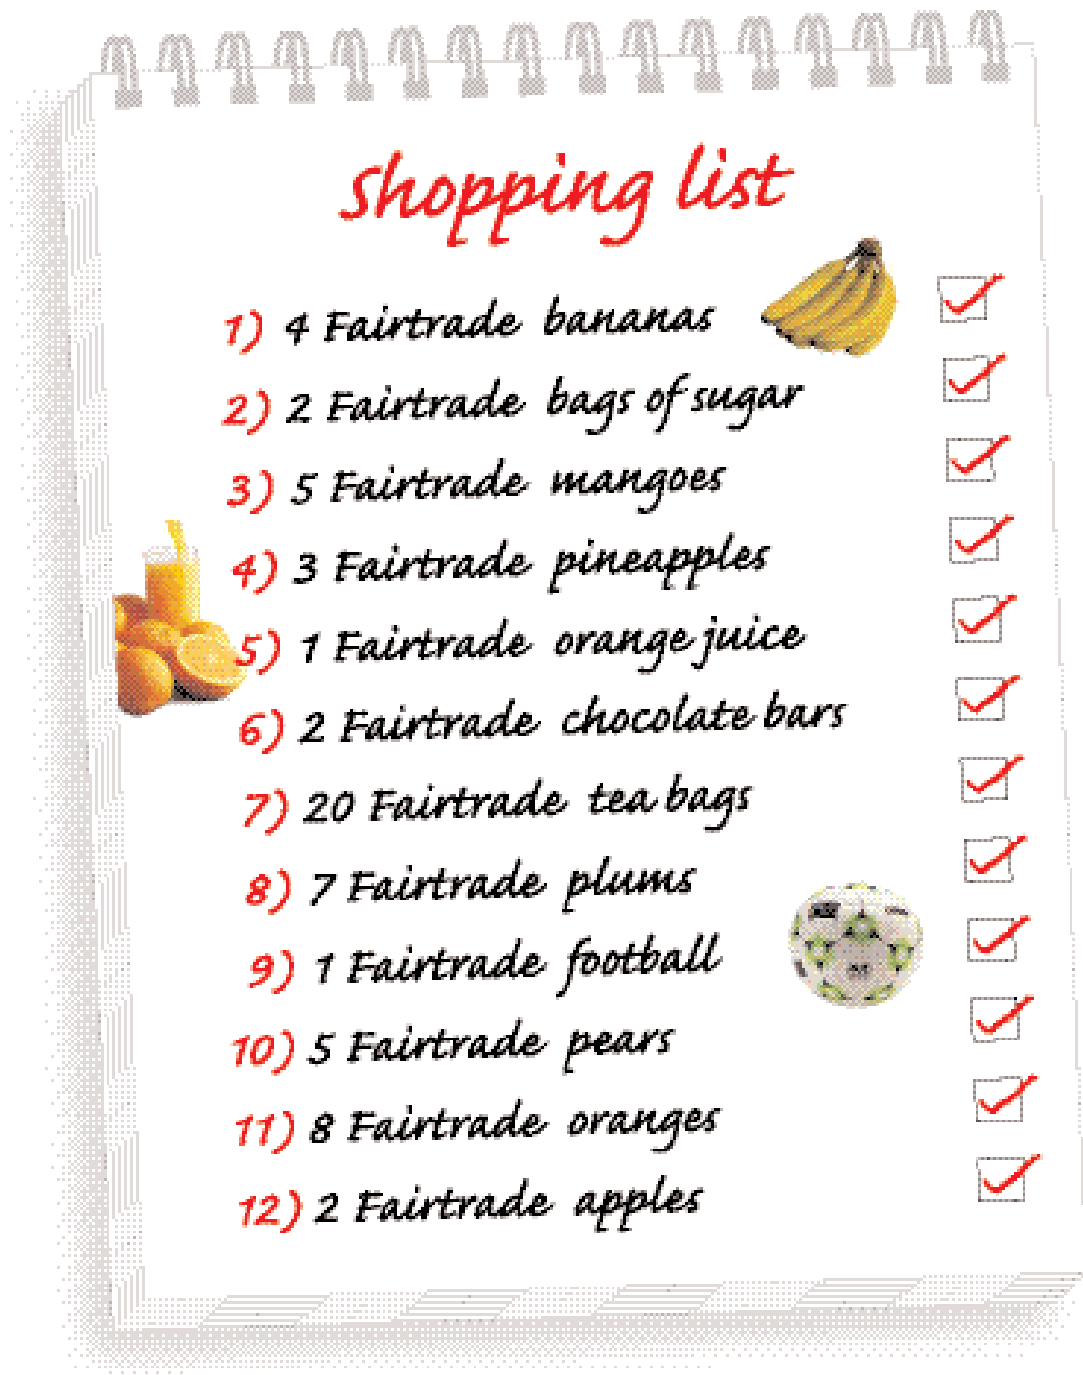 Shopping list
1) 4 Fairtrade bananas
2) 2 Fairtrade bags of sugar
3) 5 Fairtrade mangoes
4) 3 Fairtrade pineapples
5) 1 Fairtrade orange juice
6) 2 Fairtrade chocolate bars
7) 20 Fairtrade tea bags
8) 7 Fairtrade plums
9) 1 Fairtrade football
10) 5 Fairtrade pears
11) 8 Fairtrade oranges
12) 2 Fairtrade apples